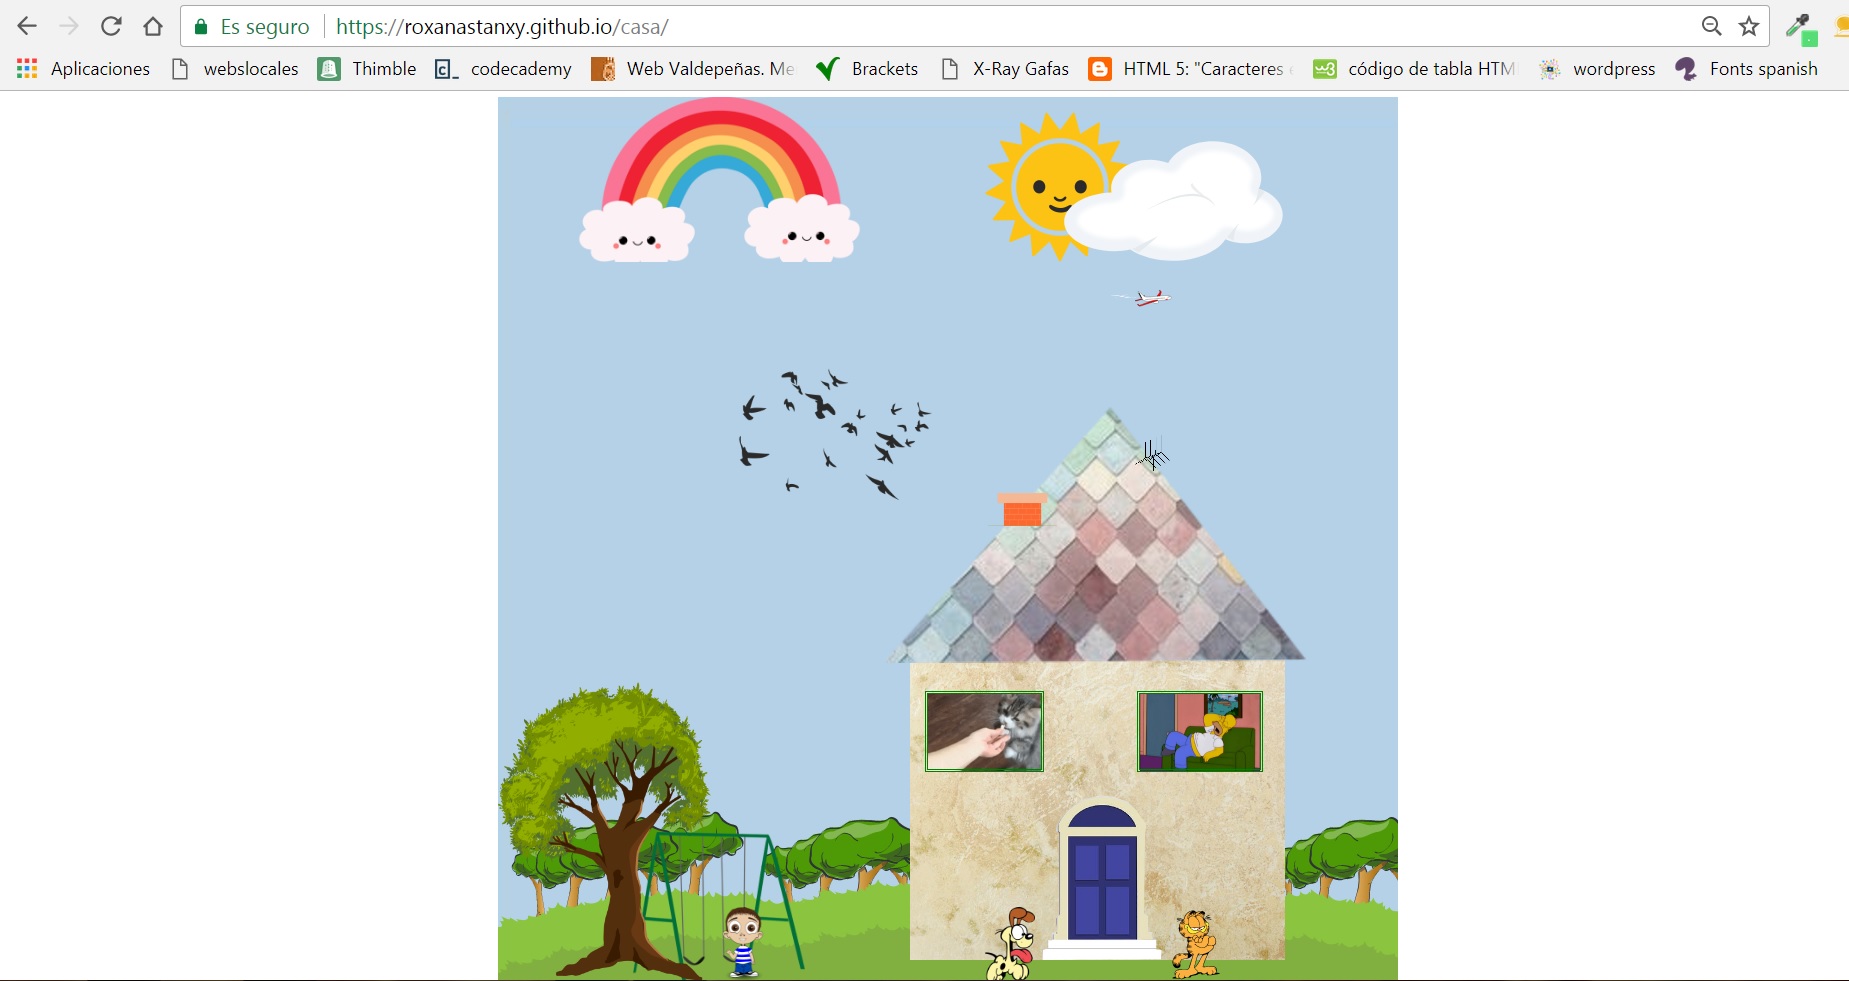 Es seguro https://roxanastanxy.github.io/casa/
Aplicaciones webslocales Thimble codecademy Web Valdepeñas. Me Brackets X-Ray Gafas HTML 5: "Caracteres código de tabla HTM wordpress Fonts spanish